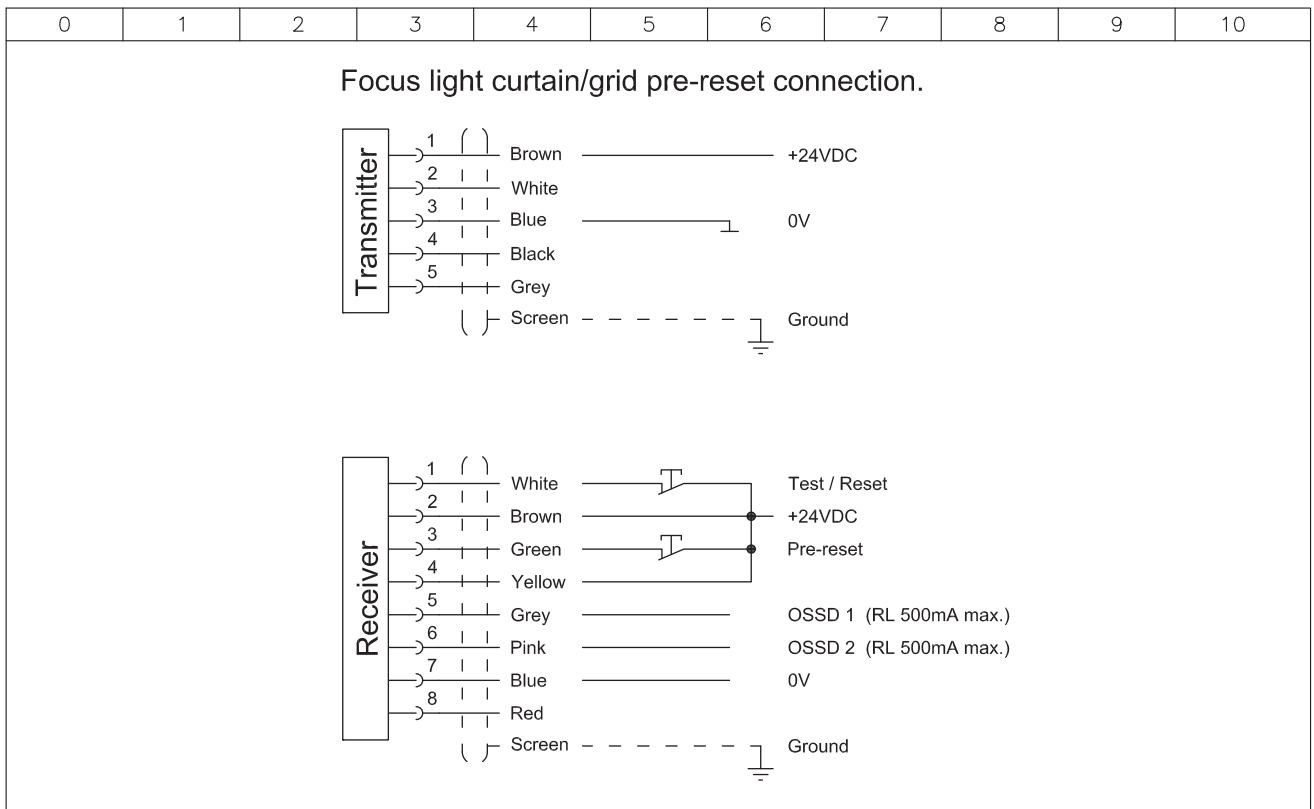 0 1 2 3 4 5 6 7 8 9 10
Focus light curtain/grid pre-reset connection.
Transmitter
1 Brown +24VDC
2 White
3 Blue 0V
4 Black
5 Grey
Screen Ground
Receiver
1 White Test / Reset
2 Brown +24VDC
3 Green Pre-reset
4 Yellow
5 Grey OSSD 1 (RL 500mA max.)
6 Pink OSSD 2 (RL 500mA max.)
7 Blue 0V
8 Red
Screen Ground